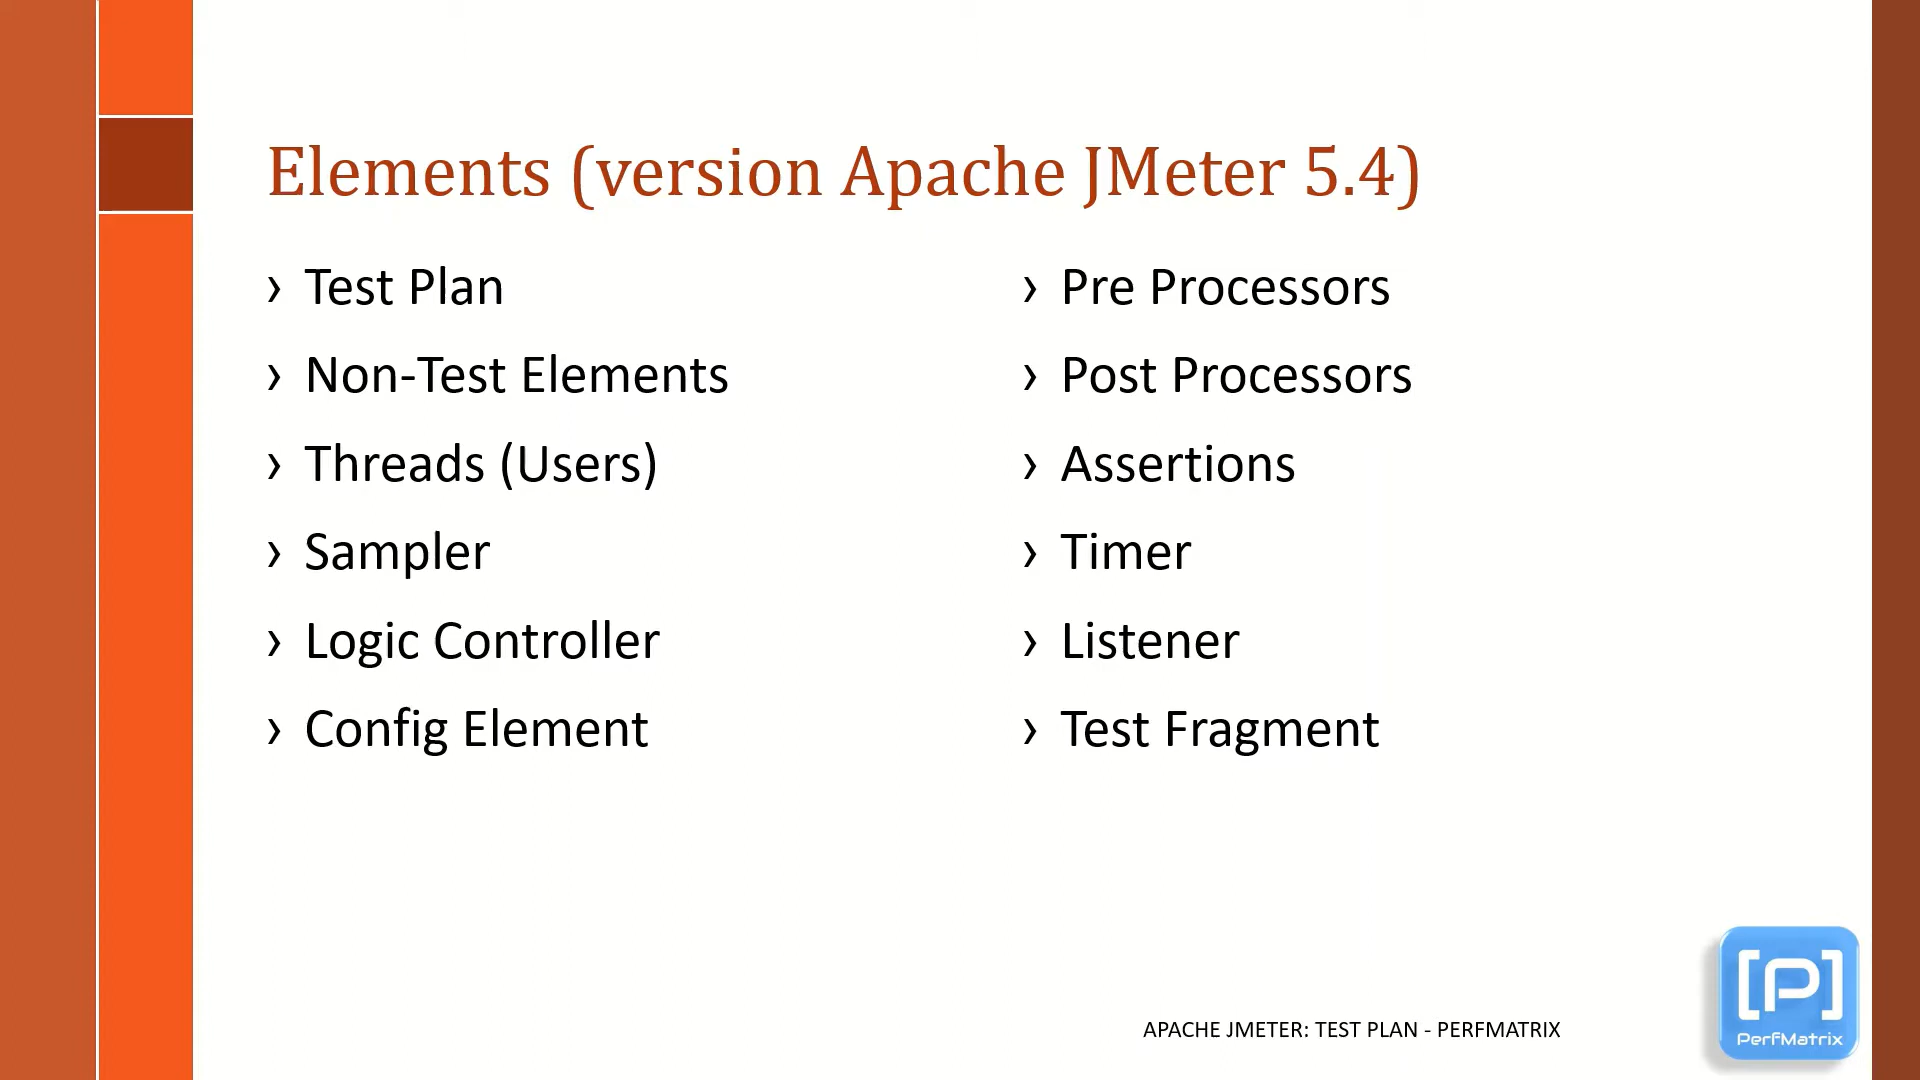 Elements (version Apache JMeter 5.4)
› Test Plan
› Non-Test Elements
› Threads (Users)
› Sampler
› Logic Controller
› Config Element
› Pre Processors
› Post Processors
› Assertions
› Timer
› Listener
› Test Fragment
APACHE JMETER: TEST PLAN - PERFMATRIX
[P]
PerfMatrix